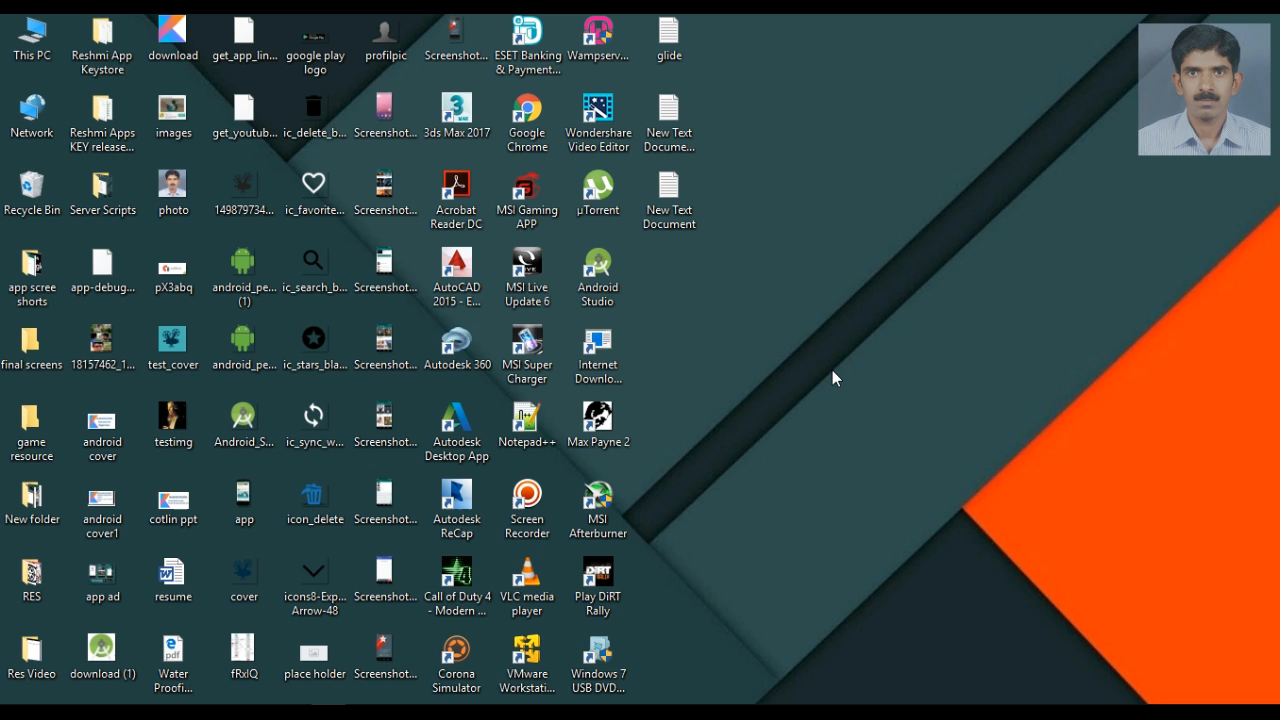 This PC
Reshmi App
Keystore
download
get_app_lin...
google play
logo
profilpic
Screenshot...
ESET Banking
& Payment...
Wampserv...
glide
Network
Reshmi Apps
KEY release...
images
get_youtub...
ic_delete_b...
Screenshot...
3ds Max 2017
Google
Chrome
Wondershare
Video Editor
New Text
Docume...
Recycle Bin
Server Scripts
photo
149879734...
ic_favorite...
Screenshot...
Acrobat
Reader DC
MSI Gaming
APP
µTorrent
New Text
Document
app scree
shorts
app-debug...
pX3abq
android_pe...
(1)
ic_search_b...
Screenshot...
AutoCAD
2015 - E...
MSI Live
Update 6
Android
Studio
final screens
18157462_1...
test_cover
android_pe...
ic_stars_bla...
Screenshot...
Autodesk 360
MSI Super
Charger
Internet
Downlo...
game
resource
android
cover
testimg
Android_S...
ic_sync_w...
Screenshot...
Autodesk
Desktop App
Notepad++
Max Payne 2
New folder
android
cover1
cotlin ppt
app
icon_delete
Screenshot...
Autodesk
ReCap
Screen
Recorder
MSI
Afterburner
RES
app ad
resume
cover
icons8-Exp...
Arrow-48
Screenshot...
Call of Duty 4
- Modern ...
VLC media
player
Play DiRT
Rally
Res Video
download (1)
Water
Proofi...
fRxIQ
place holder
Screenshot...
Corona
Simulator
VMware
Workstati...
Windows 7
USB DVD...